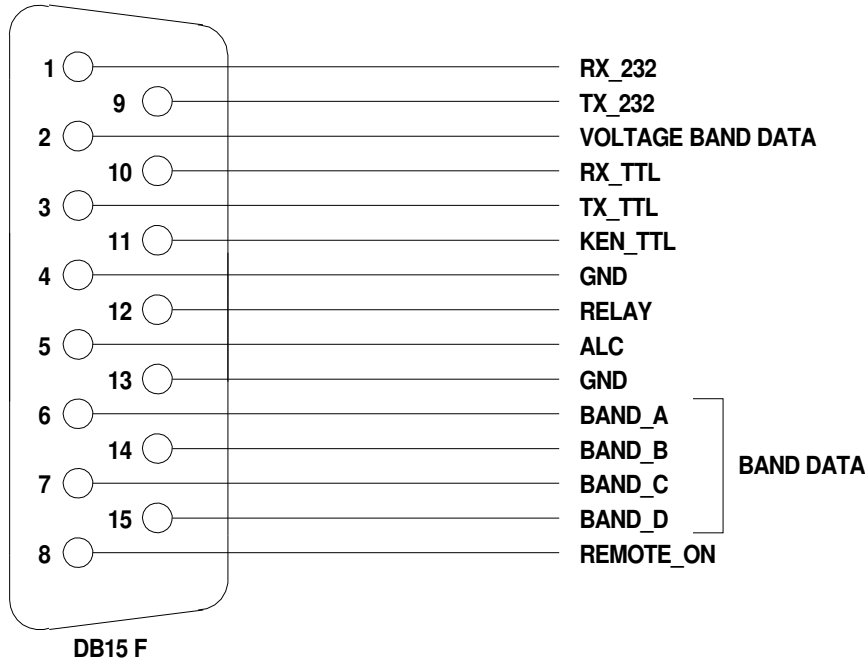 1 RX_232
9 TX_232
2 VOLTAGE BAND DATA
10 RX_TTL
3 TX_TTL
11 KEN_TTL
4 GND
12 RELAY
5 ALC
13 GND
6 BAND_A
14 BAND_B
BAND DATA
7 BAND_C
15 BAND_D
8 REMOTE_ON
DB15 F